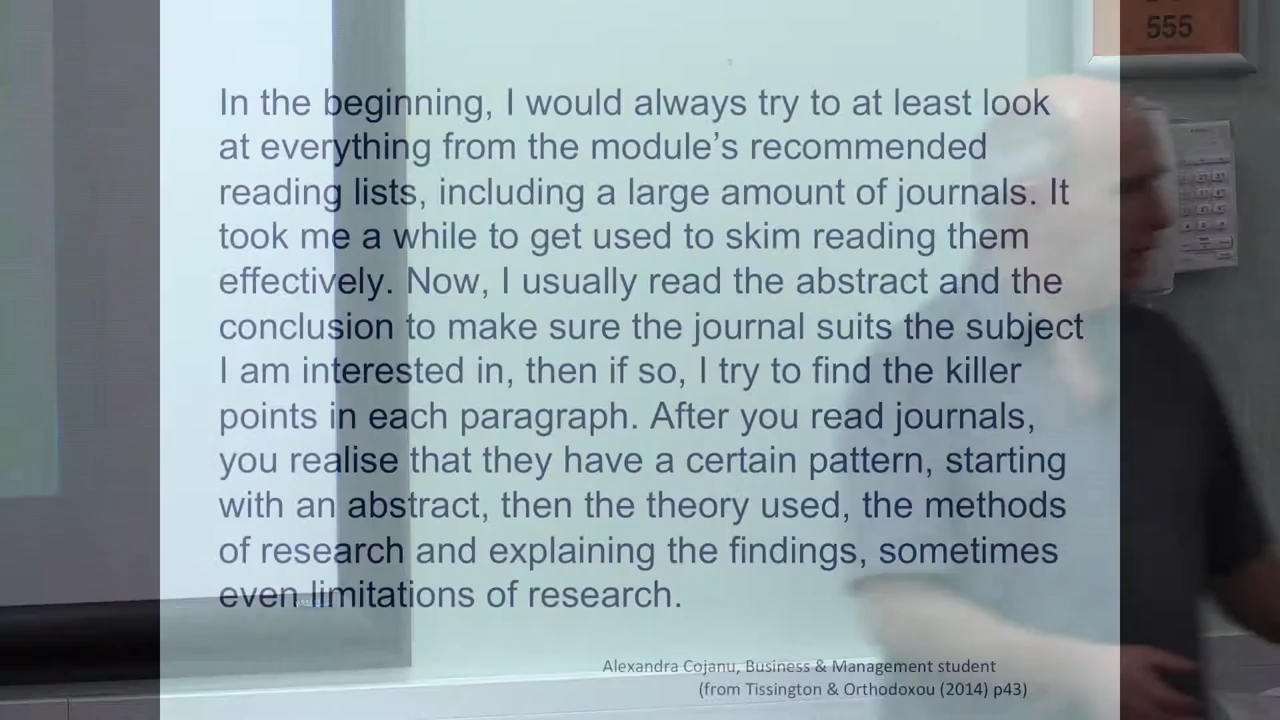 555
In the beginning, I would always try to at least look
at everything from the module’s recommended
reading lists, including a large amount of journals. It
took me a while to get used to skim reading them
effectively. Now, I usually read the abstract and the
conclusion to make sure the journal suits the subject
I am interested in, then if so, I try to find the killer
points in each paragraph. After you read journals,
you realise that they have a certain pattern, starting
with an abstract, then the theory used, the methods
of research and explaining the findings, sometimes
even limitations of research.
Alexandra Cojanu, Business & Management student
(from Tissington & Orthodoxou (2014) p43)